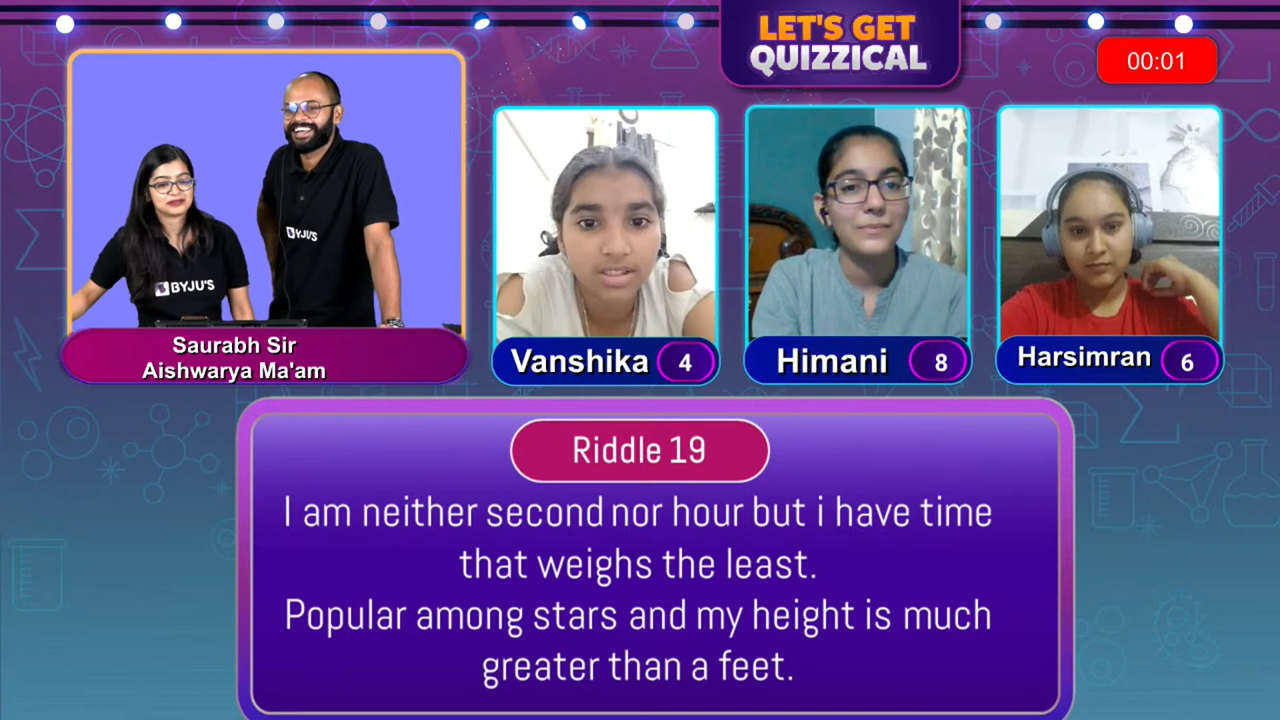 LET'S GET
QUIZZICAL
00:01
BYJU'S
BYJU'S
Saurabh Sir
Aishwarya Ma'am
Vanshika 4
Himani 8
Harsimran 6
Riddle 19
I am neither second nor hour but i have time
that weighs the least.
Popular among stars and my height is much
greater than a feet.